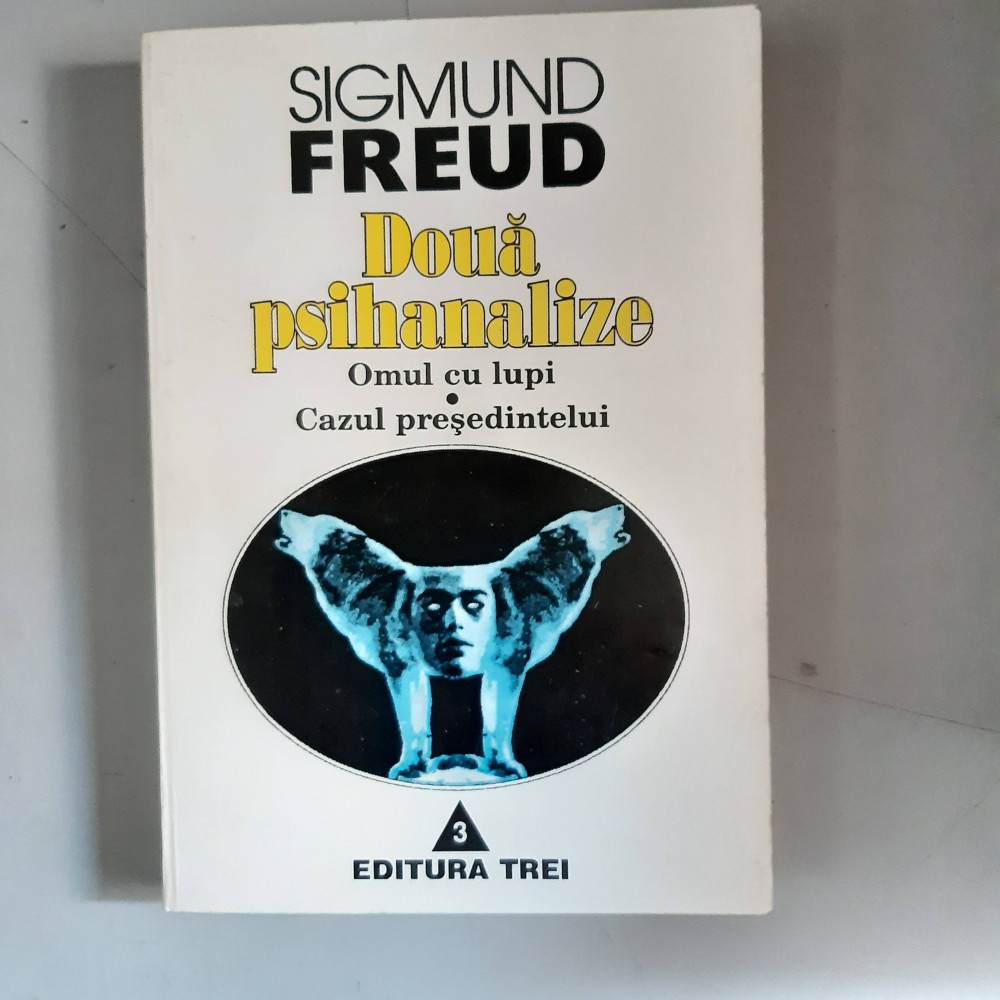 SIGMUND
FREUD
Două
psihanalize
Omul cu lupi
•
Cazul preşedintelui
3
EDITURA TREI